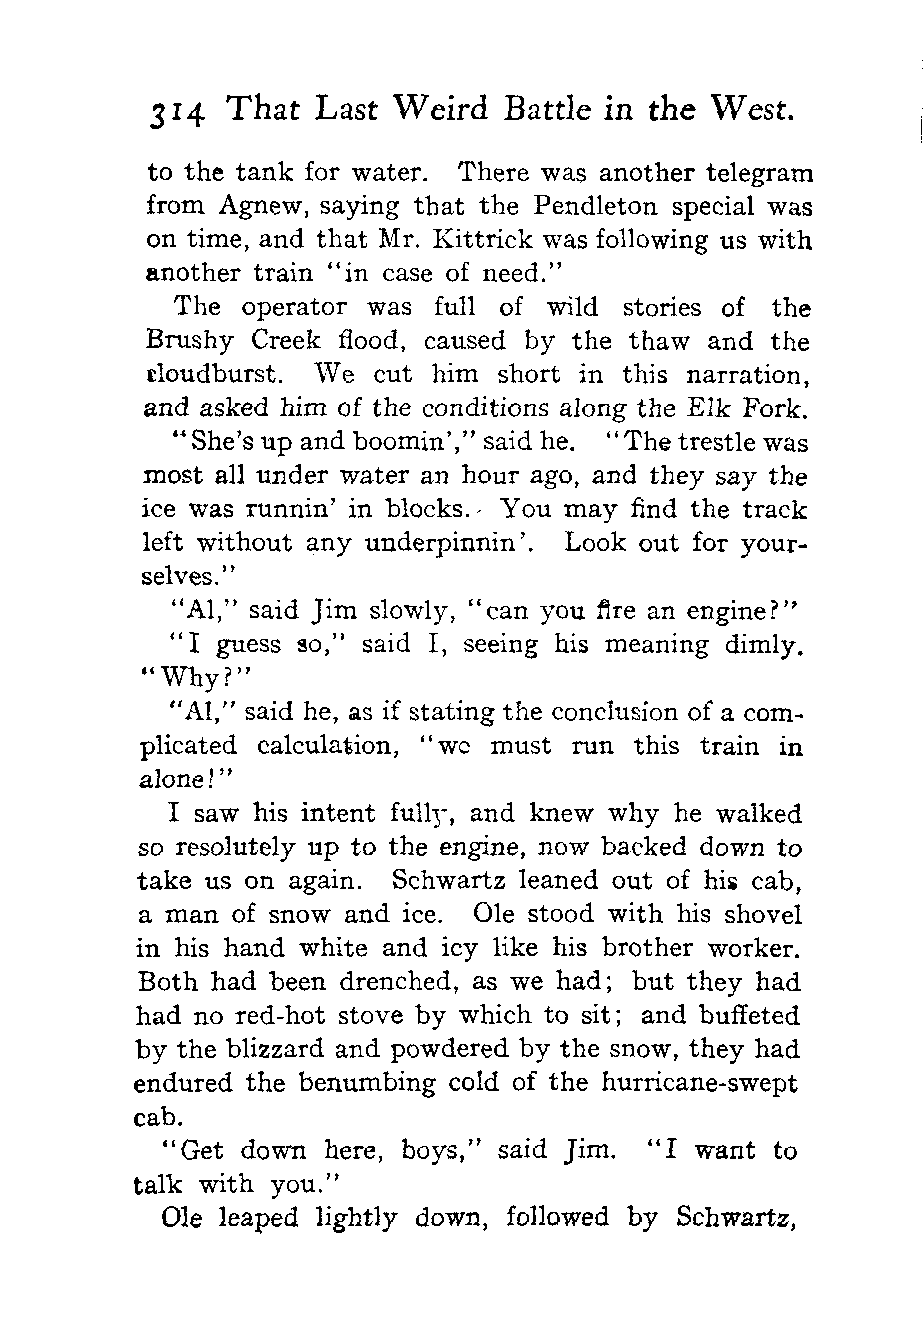 314 That Last Weird Battle in the West.
to the tank for water. There was another telegram
from Agnew, saying that the Pendleton special was
on time, and that Mr. Kittrick was following us with
another train "in case of need."
The operator was full of wild stories of the
Brushy Creek flood, caused by the thaw and the
cloudburst. We cut him short in this narration,
and asked him of the conditions along the Elk Fork.
"She's up and boomin'," said he. "The trestle was
most all under water an hour ago, and they say the
ice was runnin' in blocks. You may find the track
left without any underpinnin'. Look out for your-
selves."
"Al," said Jim slowly, "can you fire an engine?"
"I guess so," said I, seeing his meaning dimly.
"Why?"
"Al," said he, as if stating the conclusion of a com-
plicated calculation, "we must run this train in
alone!"
I saw his intent fully, and knew why he walked
so resolutely up to the engine, now backed down to
take us on again. Schwartz leaned out of his cab,
a man of snow and ice. Ole stood with his shovel
in his hand white and icy like his brother worker.
Both had been drenched, as we had; but they had
had no red-hot stove by which to sit; and buffeted
by the blizzard and powdered by the snow, they had
endured the benumbing cold of the hurricane-swept
cab.
"Get down here, boys," said Jim. "I want to
talk with you."
Ole leaped lightly down, followed by Schwartz,